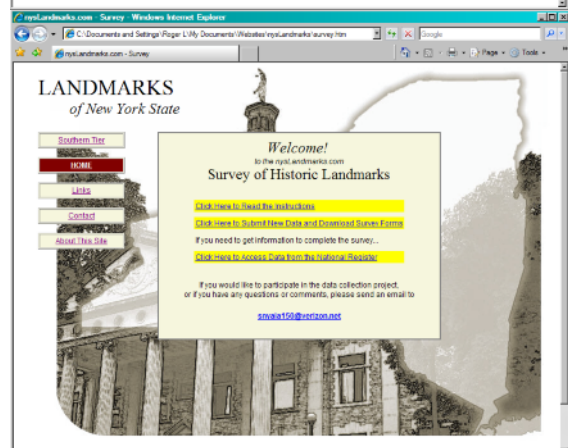 nysLandmarks.com - Survey - Windows Internet Explorer
C:\Documents and Settings\Roger L\My Documents\Websites\nysLandmarks\survey.htm
Google
nysLandmarks.com - Survey
Page
Tools
LANDMARKS
of New York State
Southern Tier
HOME
Links
Contact
About This Site
Welcome!
to the nysLandmarks.com
Survey of Historic Landmarks
Click Here to Read the Instructions
Click Here to Submit New Data and Download Survey Forms
If you need to get information to complete the survey...
Click Here to Access Data from the National Register
If you would like to participate in the data collection project,
or if you have any questions or comments, please send an email to
snyaia150@verizon.net